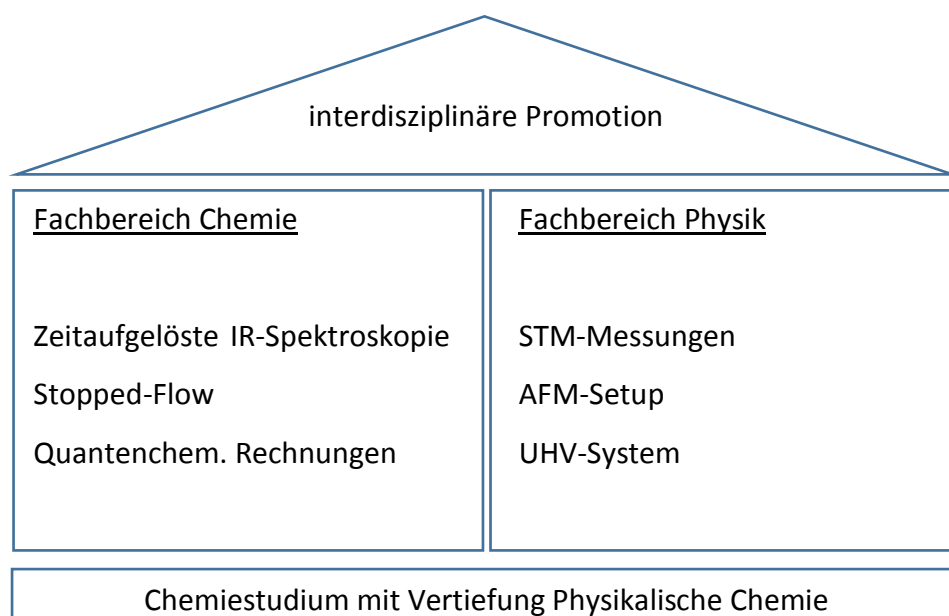 interdisziplinäre Promotion
Fachbereich Chemie
Zeitaufgelöste IR-Spektroskopie
Stopped-Flow
Quantenchem. Rechnungen
Fachbereich Physik
STM-Messungen
AFM-Setup
UHV-System
Chemiestudium mit Vertiefung Physikalische Chemie